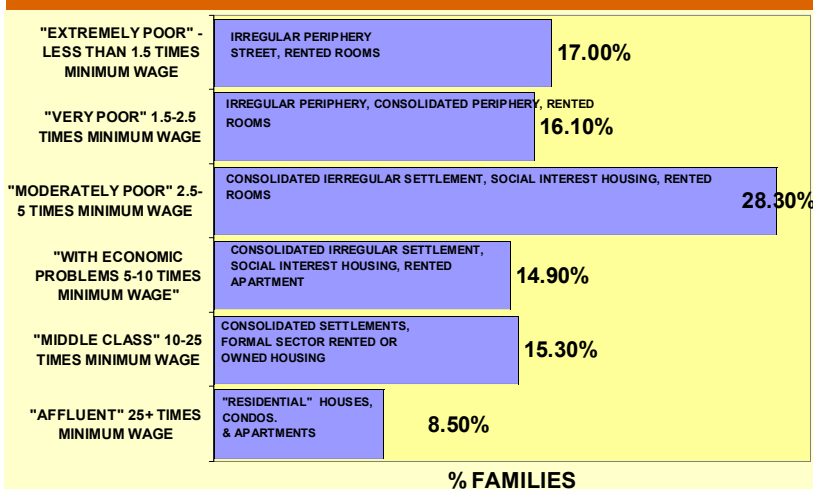 "EXTREMELY POOR" -
LESS THAN 1.5 TIMES
MINIMUM WAGE
IRREGULAR PERIPHERY
STREET, RENTED ROOMS
17.00%
"VERY POOR" 1.5-2.5
TIMES MINIMUM WAGE
IRREGULAR PERIPHERY, CONSOLIDATED PERIPHERY, RENTED
ROOMS
16.10%
"MODERATELY POOR" 2.5-
5 TIMES MINIMUM WAGE
CONSOLIDATED IERREGULAR SETTLEMENT, SOCIAL INTEREST HOUSING, RENTED
ROOMS
28.30%
"WITH ECONOMIC
PROBLEMS 5-10 TIMES
MINIMUM WAGE"
CONSOLIDATED IRREGULAR SETTLEMENT,
SOCIAL INTEREST HOUSING, RENTED
APARTMENT
14.90%
"MIDDLE CLASS" 10-25
TIMES MINIMUM WAGE
CONSOLIDATED SETTLEMENTS,
FORMAL SECTOR RENTED OR
OWNED HOUSING
15.30%
"AFFLUENT" 25+ TIMES
MINIMUM WAGE
"RESIDENTIAL" HOUSES,
CONDOS.
& APARTMENTS
8.50%
% FAMILIES